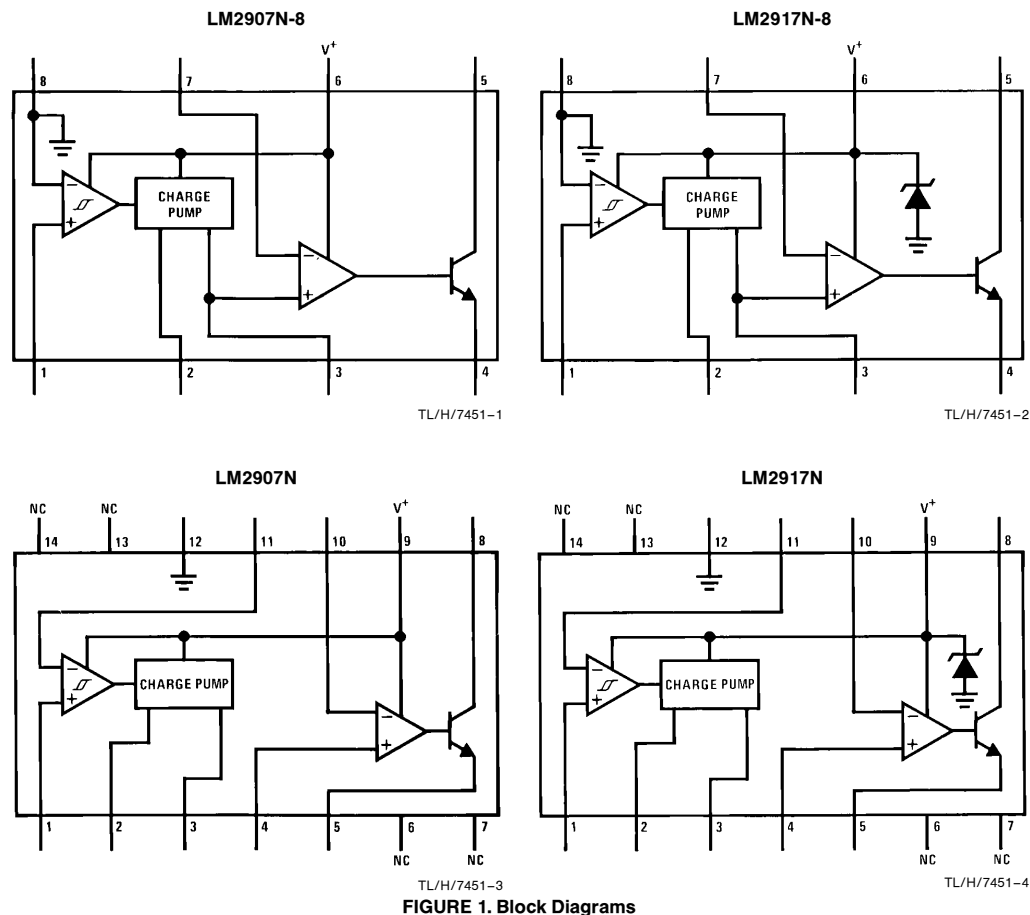 LM2907N-8
V+
8
7
6
5
−
+
CHARGE
PUMP
−
+
1
2
3
4
TL/H/7451–1
LM2917N-8
V+
8
7
6
5
−
+
CHARGE
PUMP
−
+
1
2
3
4
TL/H/7451–2
LM2907N
NC NC V+
14 13 12 11 10 9 8
−
+
CHARGE PUMP
−
+
1 2 3 4 5 6 7
NC NC
TL/H/7451–3
LM2917N
NC NC V+
14 13 12 11 10 9 8
−
+
CHARGE PUMP
−
+
1 2 3 4 5 6 7
NC NC
TL/H/7451–4
FIGURE 1. Block Diagrams